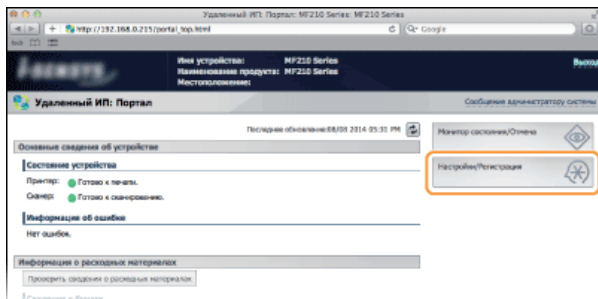 Удаленный ИП: Портал: MF210 Series: MF210 Series
http://192.168.0.215/portal_top.html
Google
Имя устройства: MF210 Series
Наименование продукта: MF210 Series
Местоположение:
Выход
Удаленный ИП: Портал
Сообщение администратору системы
Последнее обновление:08/08 2014 05:31 PM
Монитор состояния/Отмена
Основные сведения об устройстве
Состояние устройства
Настройки/Регистрация
Принтер: Готово к печати.
Сканер: Готово к сканированию.
Информация об ошибке
Нет ошибок.
Информация о расходных материалах
Проверить сведения о расходных материалах
Сведения о бумаге